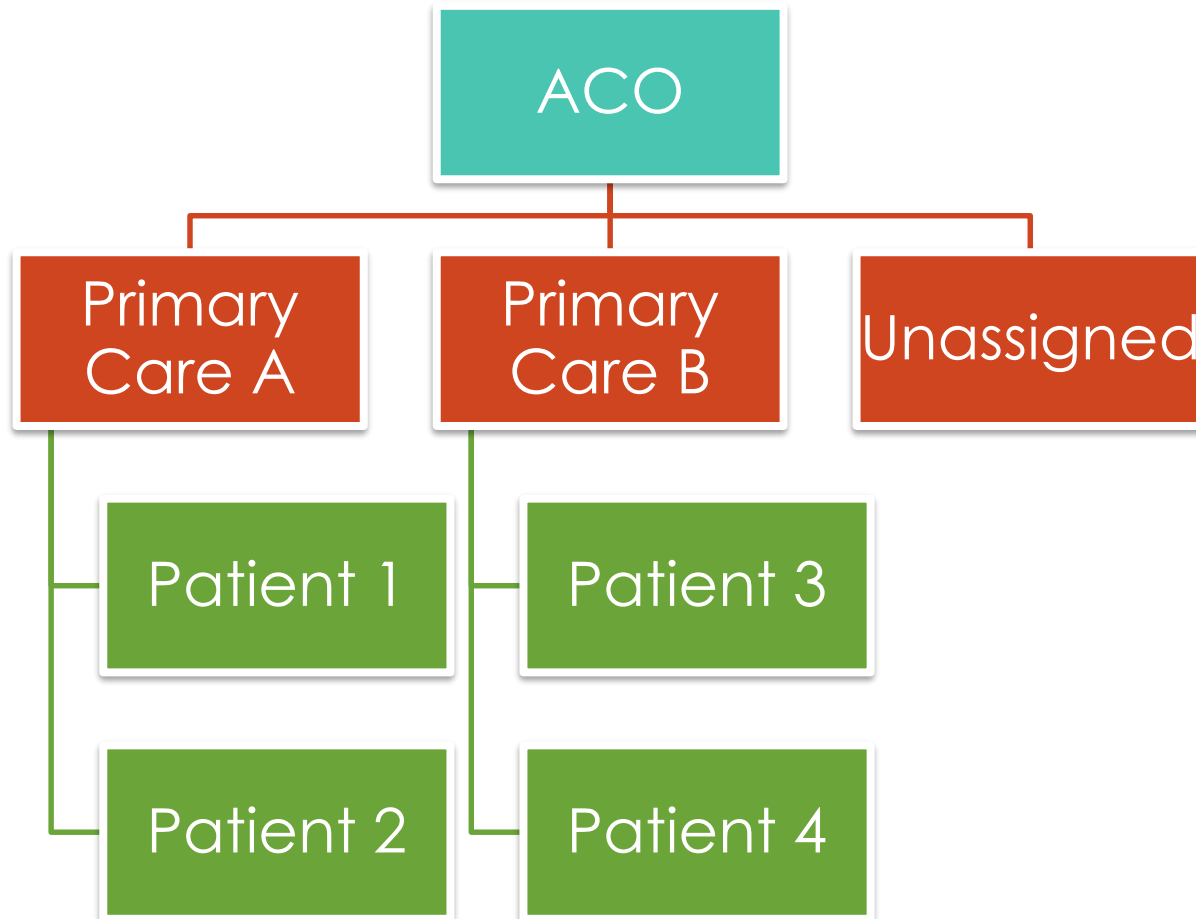 ACO
Primary
Care A
Primary
Care B
Unassigned
Patient 1
Patient 3
Patient 2
Patient 4